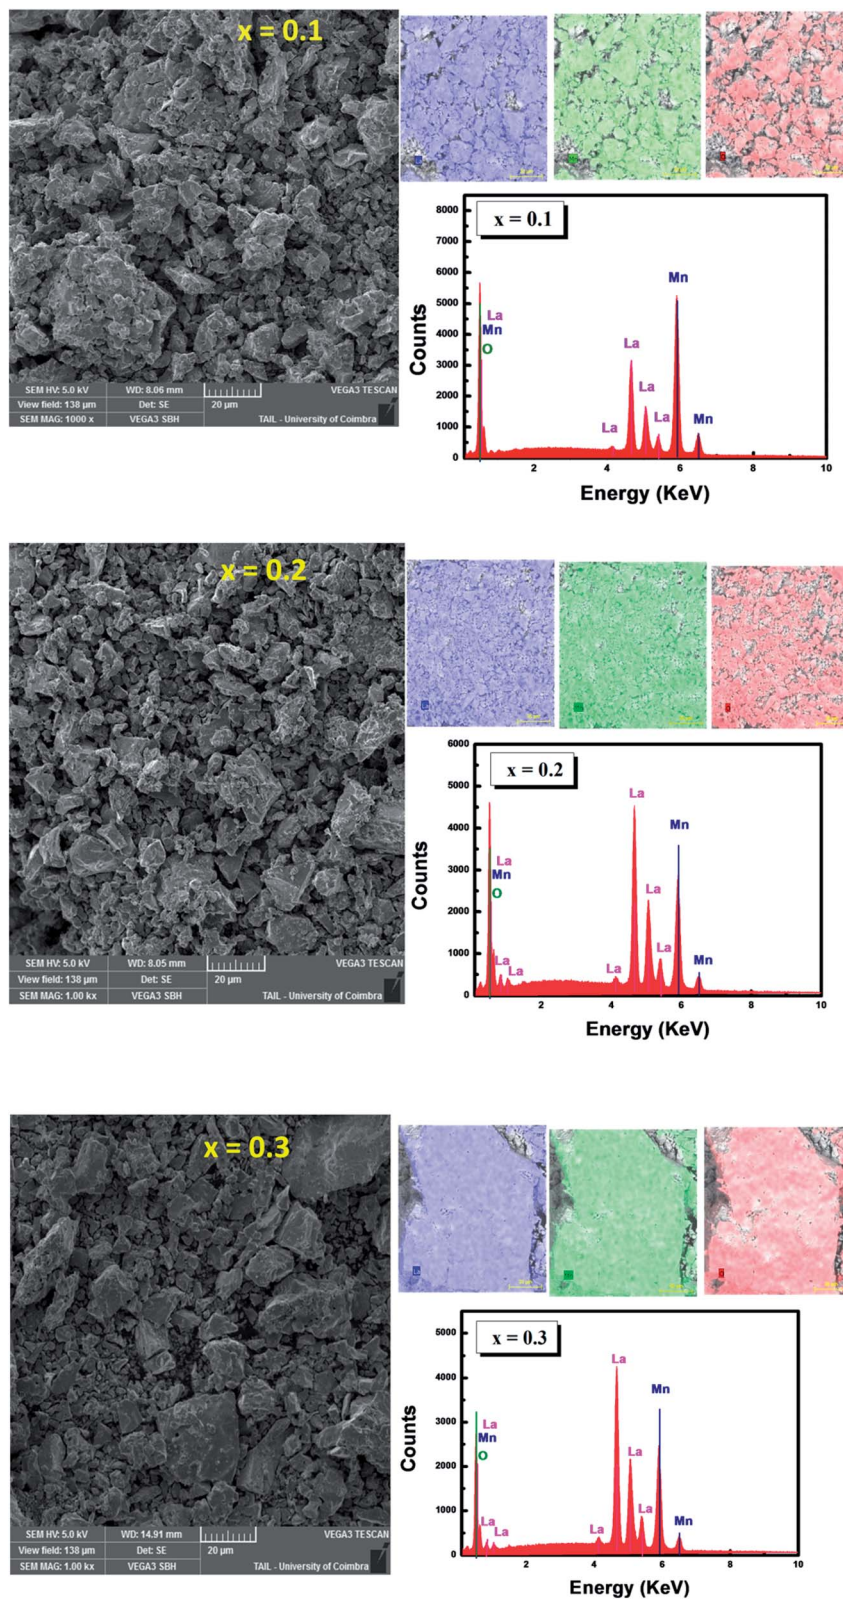 x = 0.1
SEM HV: 5.0 kV WD: 8.06 mm VEGA3 TESCAN
View field: 138 µm Det: SE 20 µm
SEM MAG: 1000 x VEGA3 SBH TAIL - University of Coimbra
x = 0.1
8000
7000
6000
5000
4000
3000
2000
1000
0
Counts
La
Mn
O
La
La
La
La
Mn
Mn
2 4 6 8 10
Energy (KeV)
x = 0.2
SEM HV: 5.0 kV WD: 8.05 mm VEGA3 TESCAN
View field: 138 µm Det: SE 20 µm
SEM MAG: 1.00 kx VEGA3 SBH TAIL - University of Coimbra
La
x = 0.2
6000
5000
4000
3000
2000
1000
0
Counts
La
Mn
O
La
La
La
La
La
La
Mn
Mn
2 4 6 8 10
Energy (KeV)
x = 0.3
SEM HV: 5.0 kV WD: 14.91 mm VEGA3 TESCAN
View field: 138 µm Det: SE 20 µm
SEM MAG: 1.00 kx VEGA3 SBH TAIL - University of Coimbra
La
x = 0.3
5000
4000
3000
2000
1000
0
Counts
La
Mn
O
La
La
La
La
La
La
Mn
Mn
2 4 6 8 10
Energy (KeV)